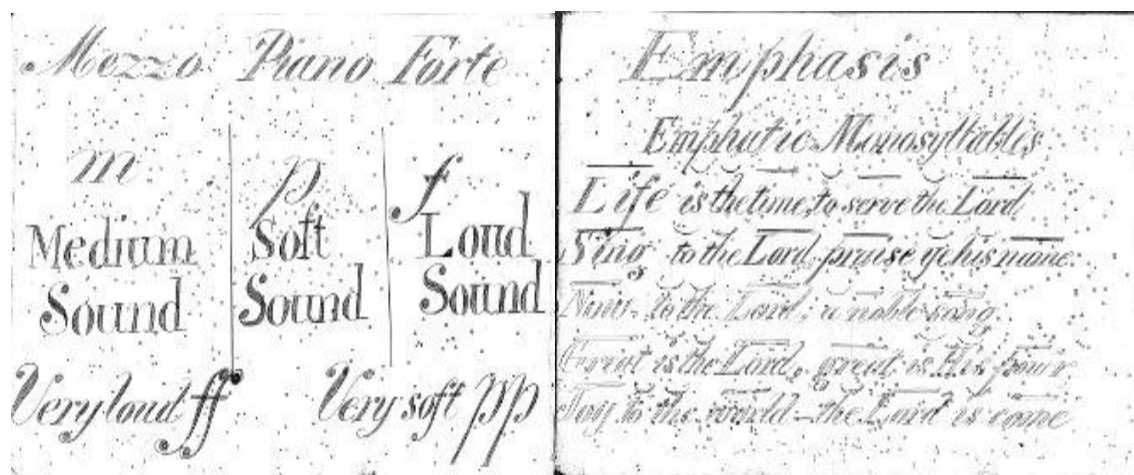 Mezzo Piano Forte
m p f
Medium Soft Loud
Sound Sound Sound
Very loud ff Very soft pp
Emphasis
Emphatic Monosyllables
Life is the time, to serve the Lord
Sing to the Lord, praise ye his name.
Now to the Lord, a noble song.
Great is the Lord, great is his pow'r
Joy to the world - the Lord is come